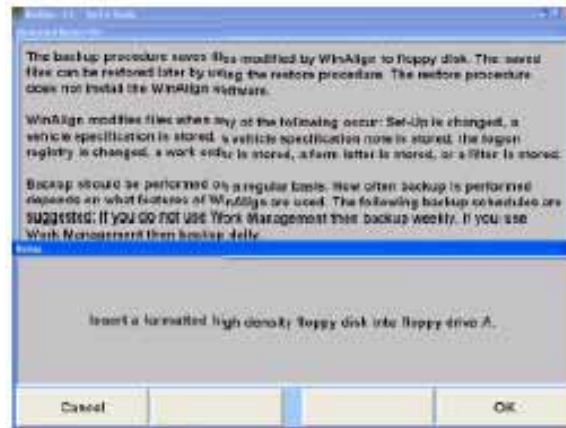 The backup procedure saves files modified by WinAlign to floppy disk. The saved
files can be restored later by using the restore procedure. The restore procedure
does not install the WinAlign software.
WinAlign modifies files when any of the following occur: Set-Up is changed, a
vehicle specification is stored, a vehicle specification note is stored, the logon
registry is changed, a work order is stored, a form letter is stored, or a filter is stored.
Backup should be performed on a regular basis. How often backup is performed
depends on what features of WinAlign are used. The following backup schedules are
suggested: If you do not use Work Management then backup weekly. If you use
Work Management then backup daily.
Insert a formatted high density floppy disk into floppy drive A.
Cancel
OK